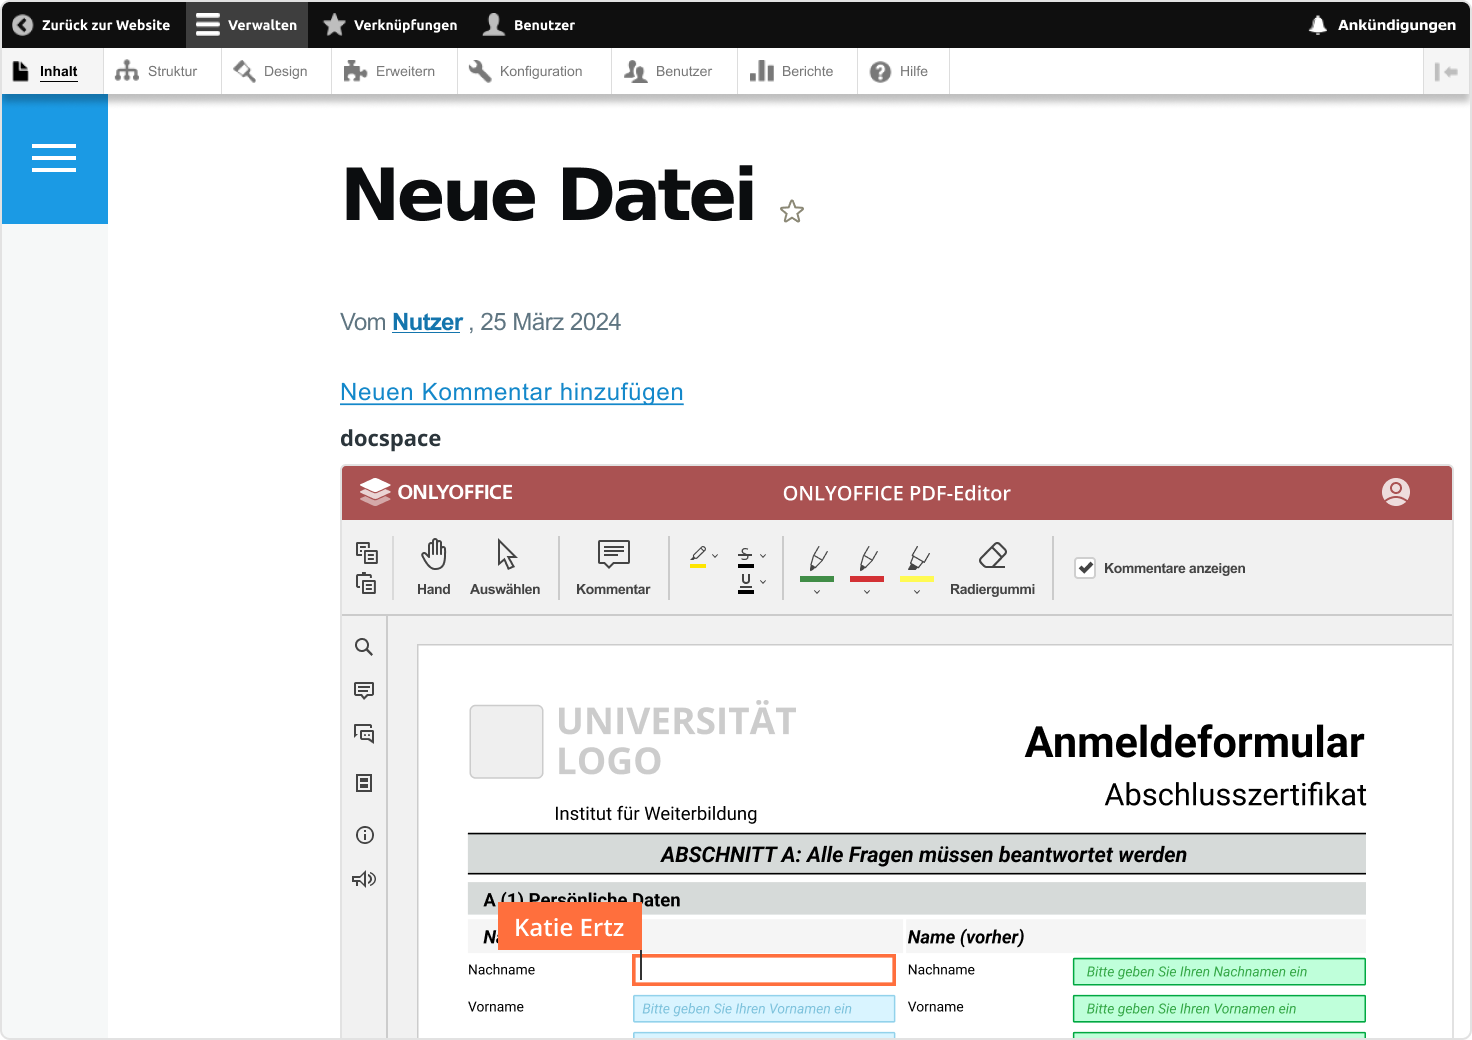 Zurück zur Website Verwalten Verknüpfungen Benutzer Ankündigungen
Inhalt Struktur Design Erweitern Konfiguration Benutzer Berichte Hilfe
Neue Datei
Vom Nutzer , 25 März 2024
Neuen Kommentar hinzufügen
docspace
ONLYOFFICE ONLYOFFICE PDF-Editor
Hand Auswählen Kommentar Radiergummi Kommentare anzeigen
UNIVERSITÄT
LOGO
Anmeldeformular
Abschlusszertifikat
Institut für Weiterbildung
ABSCHNITT A: Alle Fragen müssen beantwortet werden
A (1) Persönliche Daten
Katie Ertz
Name (vorher)
Nachname Nachname Bitte geben Sie Ihren Nachnamen ein
Vorname Bitte geben Sie Ihren Vornamen ein Vorname Bitte geben Sie Ihren Vornamen ein